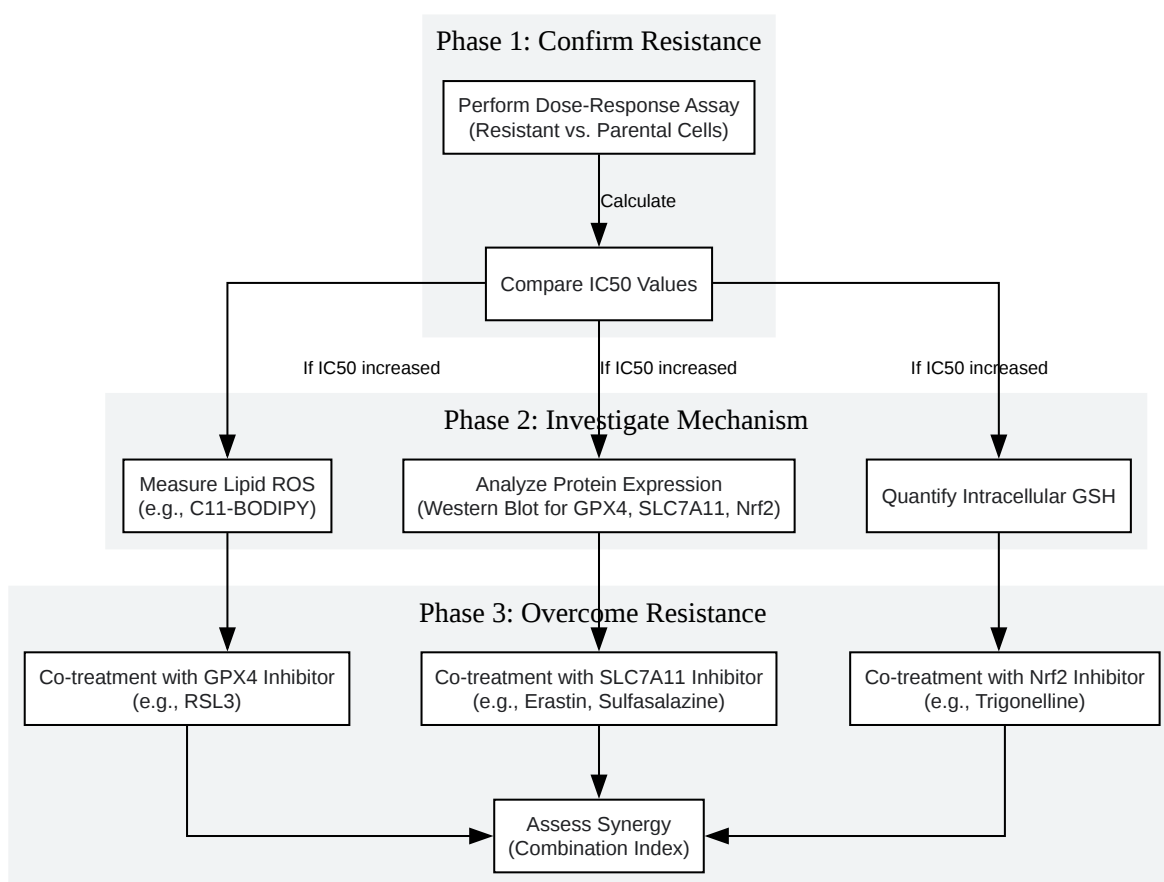 Phase 1: Confirm Resistance
Perform Dose-Response Assay
(Resistant vs. Parental Cells)
Calculate
Compare IC50 Values
If IC50 increased
If IC50 increased
If IC50 increased
Phase 2: Investigate Mechanism
Measure Lipid ROS
(e.g., C11-BODIPY)
Analyze Protein Expression
(Western Blot for GPX4, SLC7A11, Nrf2)
Quantify Intracellular GSH
Phase 3: Overcome Resistance
Co-treatment with GPX4 Inhibitor
(e.g., RSL3)
Co-treatment with SLC7A11 Inhibitor
(e.g., Erastin, Sulfasalazine)
Co-treatment with Nrf2 Inhibitor
(e.g., Trigonelline)
Assess Synergy
(Combination Index)